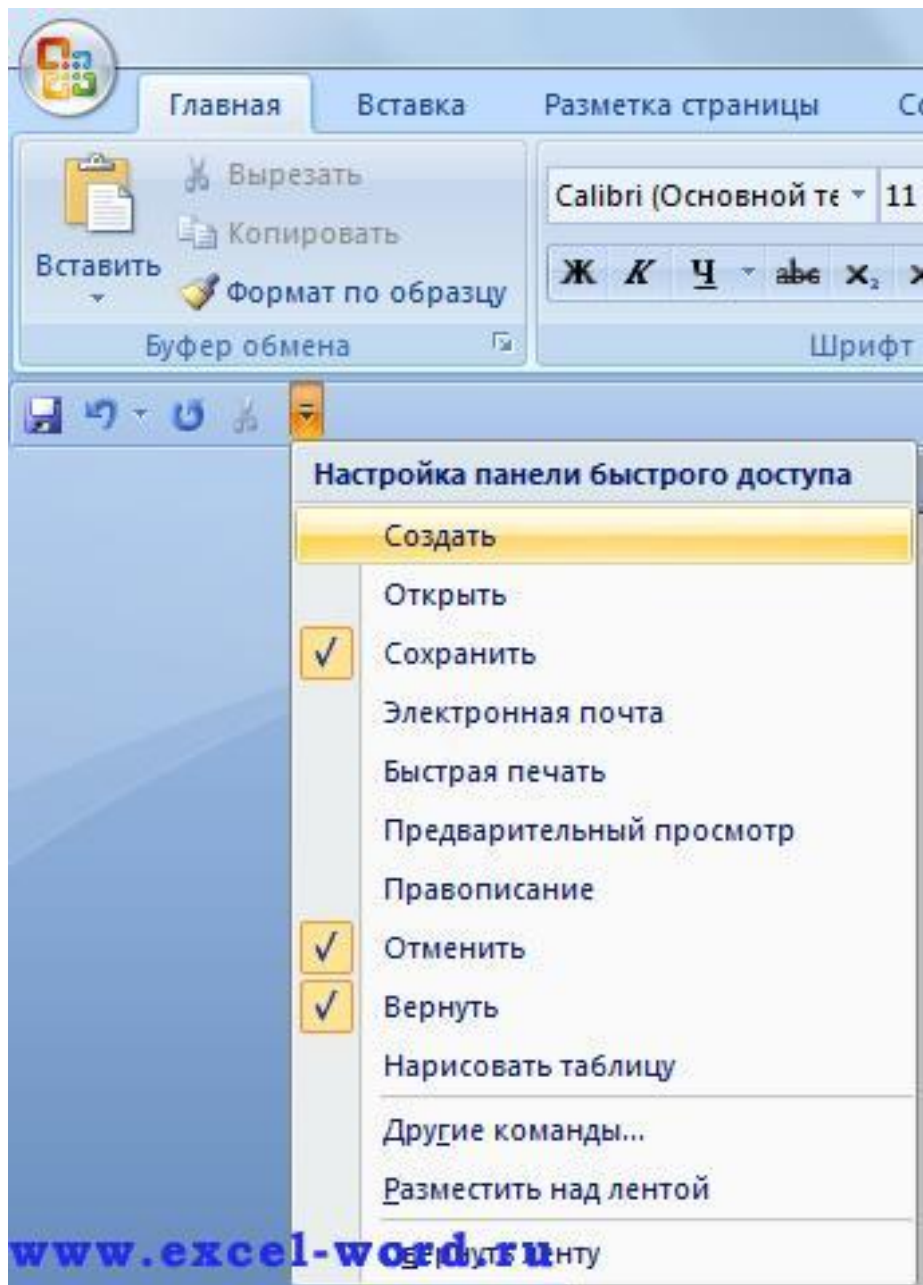 Главная Вставка Разметка страницы
Вырезать
Копировать
Вставить
Формат по образцу
Calibri (Основной 11
Ж К Ч abc x₂
Буфер обмена Шрифт
Настройка панели быстрого доступа
Создать
Открыть
Сохранить
Электронная почта
Быстрая печать
Предварительный просмотр
Правописание
Отменить
Вернуть
Нарисовать таблицу
Другие команды...
Разместить над лентой
www.excel-word.ru